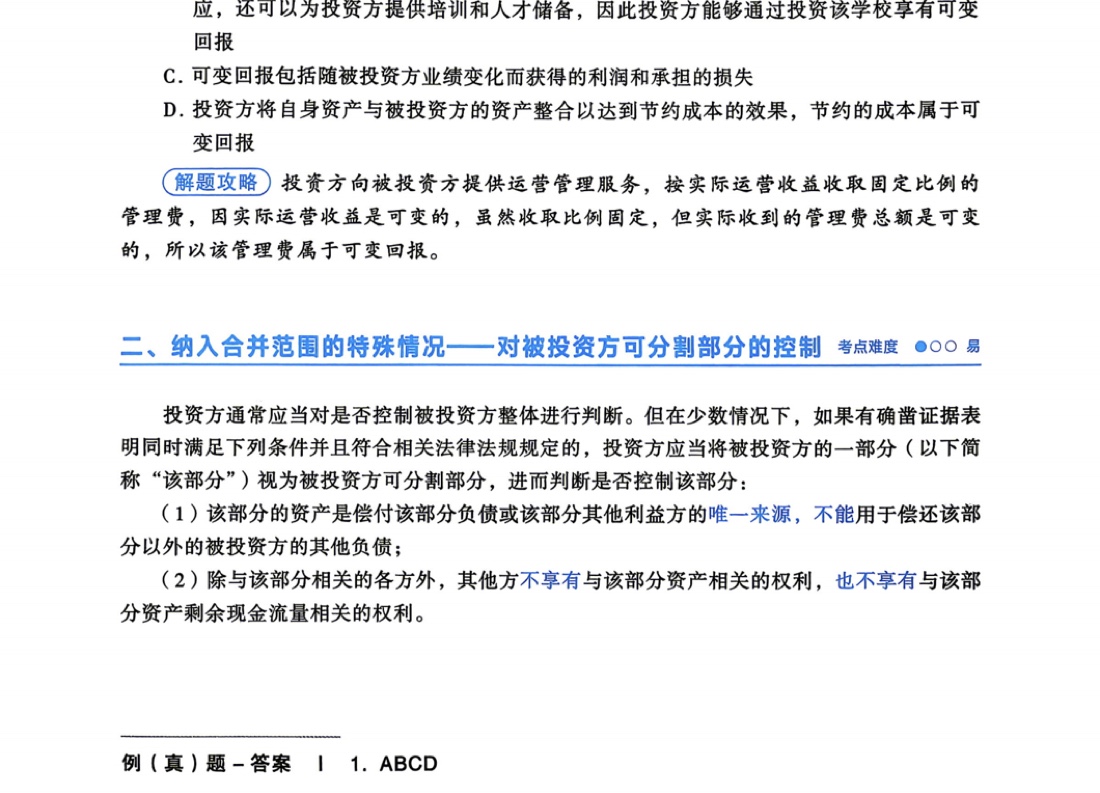 应，还可以为投资方提供培训和人才储备，因此投资方能够通过投资该学校享有可变
回报
C. 可变回报包括随被投资方业绩变化而获得的利润和承担的损失
D. 投资方将自身资产与被投资方的资产整合以达到节约成本的效果，节约的成本属于可
变回报
解题攻略 投资方向被投资方提供运营管理服务，按实际运营收益收取固定比例的
管理费，因实际运营收益是可变的，虽然收取比例固定，但实际收到的管理费总额是可变
的，所以该管理费属于可变回报。
二、纳入合并范围的特殊情况——对被投资方可分割部分的控制 考点难度 ●○○ 易
投资方通常应当对是否控制被投资方整体进行判断。但在少数情况下，如果有确凿证据表
明同时满足下列条件并且符合相关法律法规规定的，投资方应当将被投资方的一部分（以下简
称“该部分”）视为被投资方可分割部分，进而判断是否控制该部分：
（1）该部分的资产是偿付该部分负债或该部分其他利益方的唯一来源，不能用于偿还该部
分以外的被投资方的其他负债；
（2）除与该部分相关的各方外，其他方不享有与该部分资产相关的权利，也不享有与该部
分资产剩余现金流量相关的权利。
例（真）题－答案 | 1. ABCD